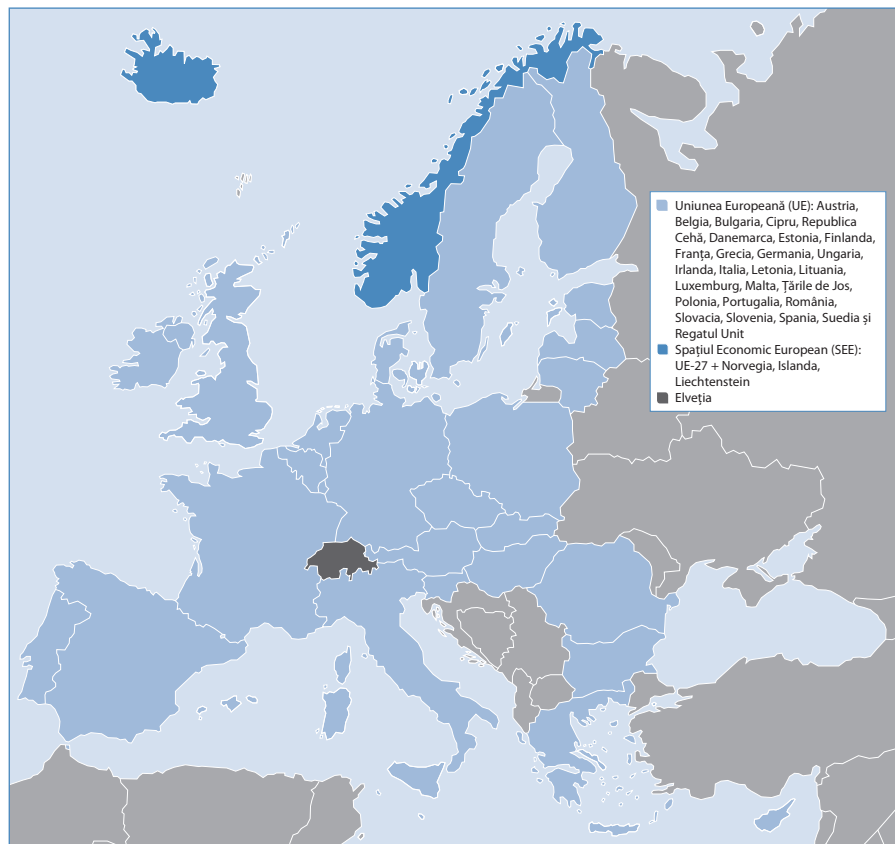 Uniunea Europeană (UE): Austria,
Belgia, Bulgaria, Cipru, Republica
Cehă, Danemarca, Estonia, Finlanda,
Franța, Grecia, Germania, Ungaria,
Irlanda, Italia, Letonia, Lituania,
Luxemburg, Malta, Țările de Jos,
Polonia, Portugalia, România,
Slovacia, Slovenia, Spania, Suedia și
Regatul Unit
Spațiul Economic European (SEE):
UE-27 + Norvegia, Islanda,
Liechtenstein
Elveția